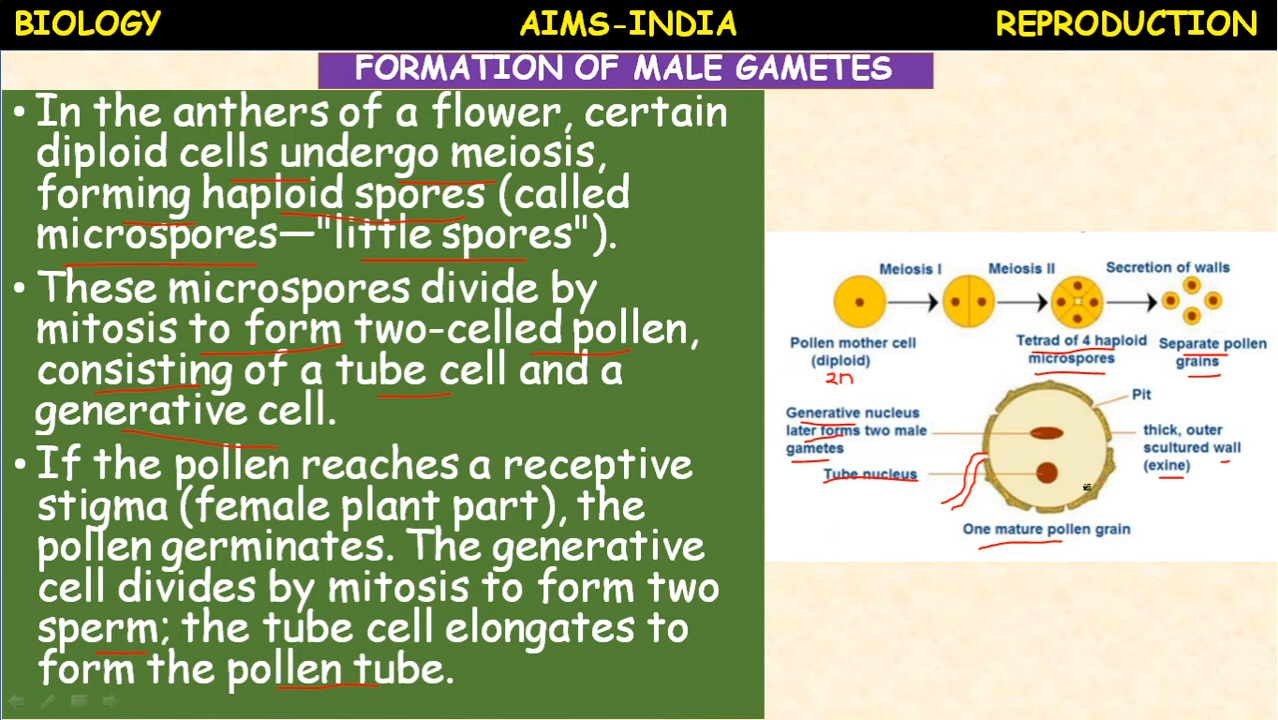 BIOLOGY
AIMS-INDIA
REPRODUCTION
FORMATION OF MALE GAMETES
• In the anthers of a flower, certain
diploid cells undergo meiosis,
forming haploid spores (called
microspores—"little spores").
• These microspores divide by
mitosis to form two-celled pollen,
consisting of a tube cell and a
generative cell.
• If the pollen reaches a receptive
stigma (female plant part), the
pollen germinates. The generative
cell divides by mitosis to form two
sperm; the tube cell elongates to
form the pollen tube.
Meiosis I
Meiosis II
Secretion of walls
Pollen mother cell
(diploid)
2n
Tetrad of 4 haploid
microspores
Separate pollen
grains
Pit
Generative nucleus
later forms two male
gametes
thick, outer
scultured wall
(exine)
Tube nucleus
One mature pollen grain